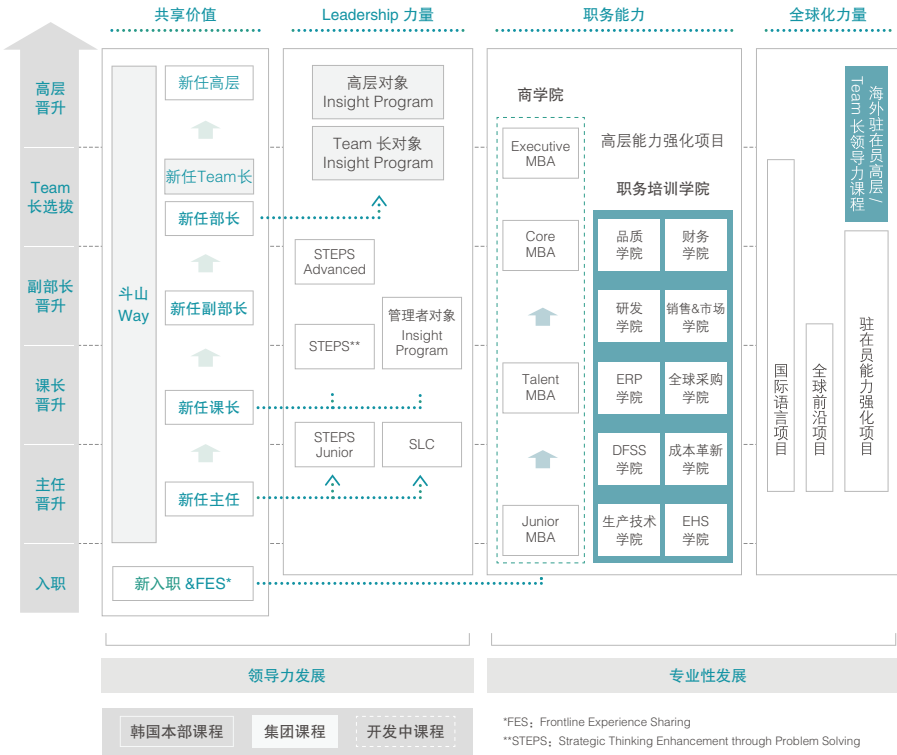 共享价值
Leadership 力量
职务能力
全球化力量
高层
晋升
Team
长选拔
副部长
晋升
课长
晋升
主任
晋升
入职
斗山
Way
新任高层
新任Team长
新任部长
新任副部长
新任课长
新任主任
新入职 &FES*
高层对象
Insight Program
Team 长对象
Insight Program
STEPS
Advanced
STEPS**
管理者对象
Insight
Program
STEPS
Junior
SLC
商学院
Executive
MBA
Core
MBA
Talent
MBA
Junior
MBA
高层能力强化项目
职务培训学院
品质
学院
财务
学院
研发
学院
销售&市场
学院
ERP
学院
全球采购
学院
DFSS
学院
成本革新
学院
生产技术
学院
EHS
学院
国际语言项目
全球前沿项目
海外驻在员高层 /
Team 长领导力课程
驻在员能力强化项目
领导力发展
专业性发展
韩国本部课程
集团课程
开发中课程
*FES：Frontline Experience Sharing
**STEPS：Strategic Thinking Enhancement through Problem Solving